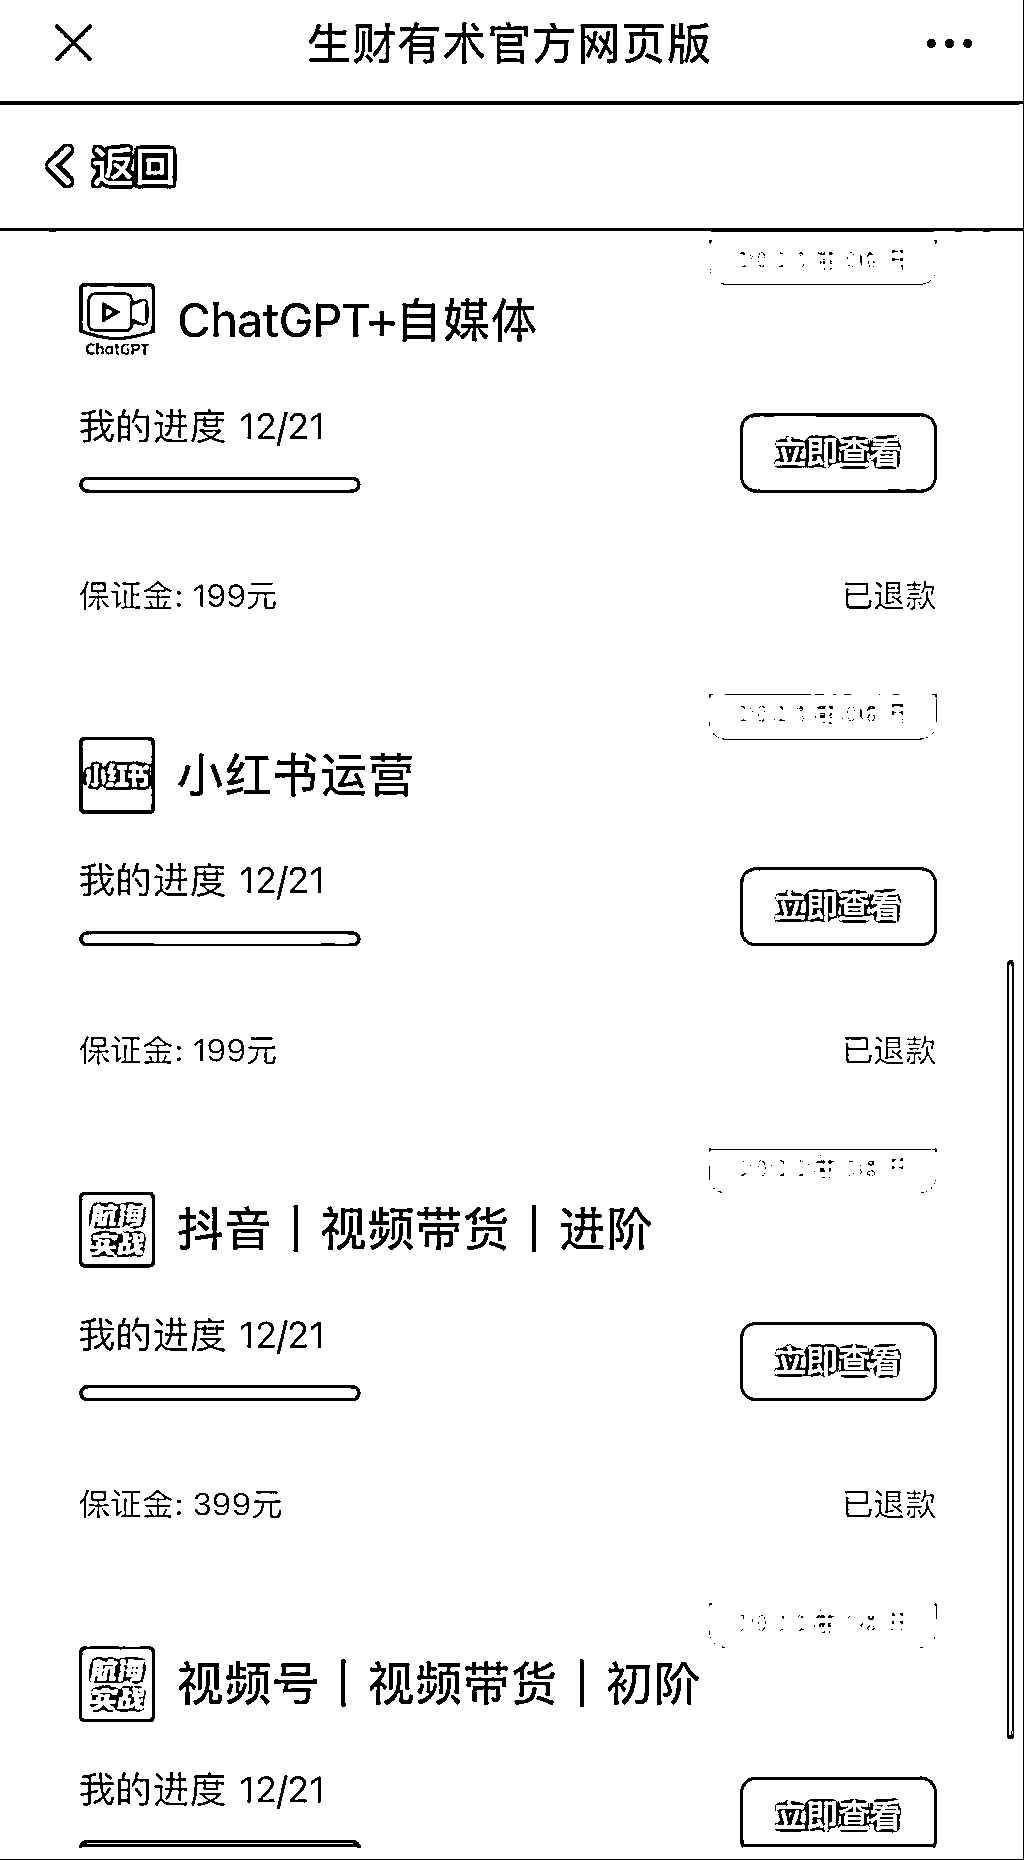 生财有术官方网页版
返回
ChatGPT
ChatGPT+自媒体
我的进度 12/21
立即查看
保证金: 199元
已退款
小红书
小红书运营
我的进度 12/21
立即查看
保证金: 199元
已退款
航海
实战
抖音｜视频带货｜进阶
我的进度 12/21
立即查看
保证金: 399元
已退款
航海
实战
视频号｜视频带货｜初阶
我的进度 12/21
立即查看